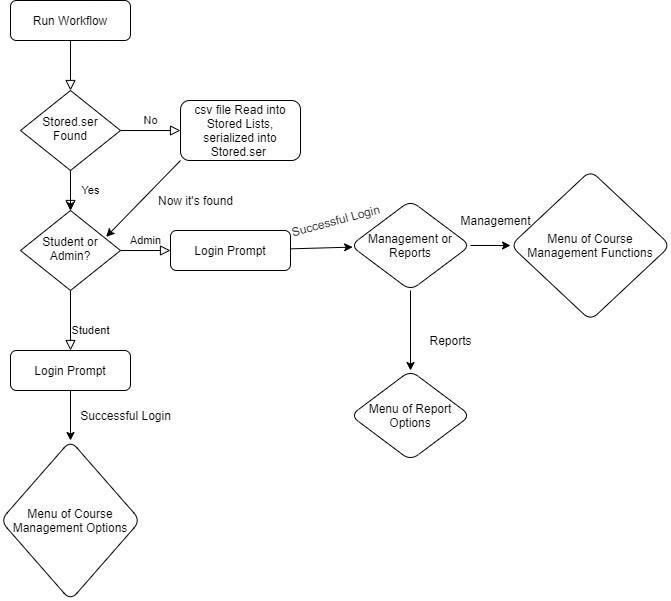 Run Workflow
Stored.ser
Found
No
csv file Read into
Stored Lists,
serialized into
Stored.ser
Yes
Now it's found
Student or
Admin?
Admin
Login Prompt
Successful Login
Management or
Reports
Management
Menu of Course
Management Functions
Student
Reports
Login Prompt
Menu of Report
Options
Successful Login
Menu of Course
Management Options